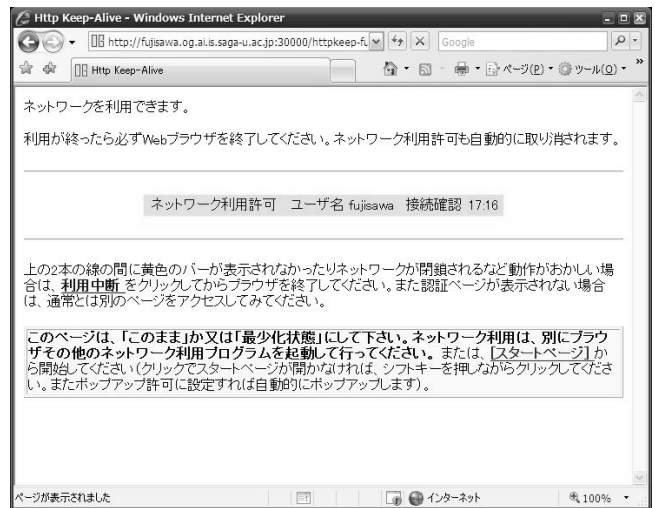 Http Keep-Alive - Windows Internet Explorer
http://fujisawa.og.ai.is.saga-u.ac.jp:30000/httpkeep-fu
Google
Http Keep-Alive
ページ(P)
ツール(O)
ネットワークを利用できます。
利用が終ったら必ずWebブラウザを終了してください。ネットワーク利用許可も自動的に取り消されます。
ネットワーク利用許可 ユーザ名 fujisawa 接続確認 17:16
上の2本の線の間に黄色のバーが表示されなかったりネットワークが閉鎖されるなど動作がおかしい場
合は、利用中断 をクリックしてからブラウザを終了してください。また認証ページが表示されない場合
は、通常とは別のページをアクセスしてみてください。
このページは、「このまま」か又は「最少化状態」にして下さい。ネットワーク利用は、別にブラウ
ザその他のネットワーク利用プログラムを起動して行ってください。 または、[スタートページ] か
ら開始してください(クリックでスタートページが開かなければ、シフトキーを押しながらクリックしてくださ
い。またポップアップ許可に設定すれば自動的にポップアップします)。
ページが表示されました
インターネット
100%